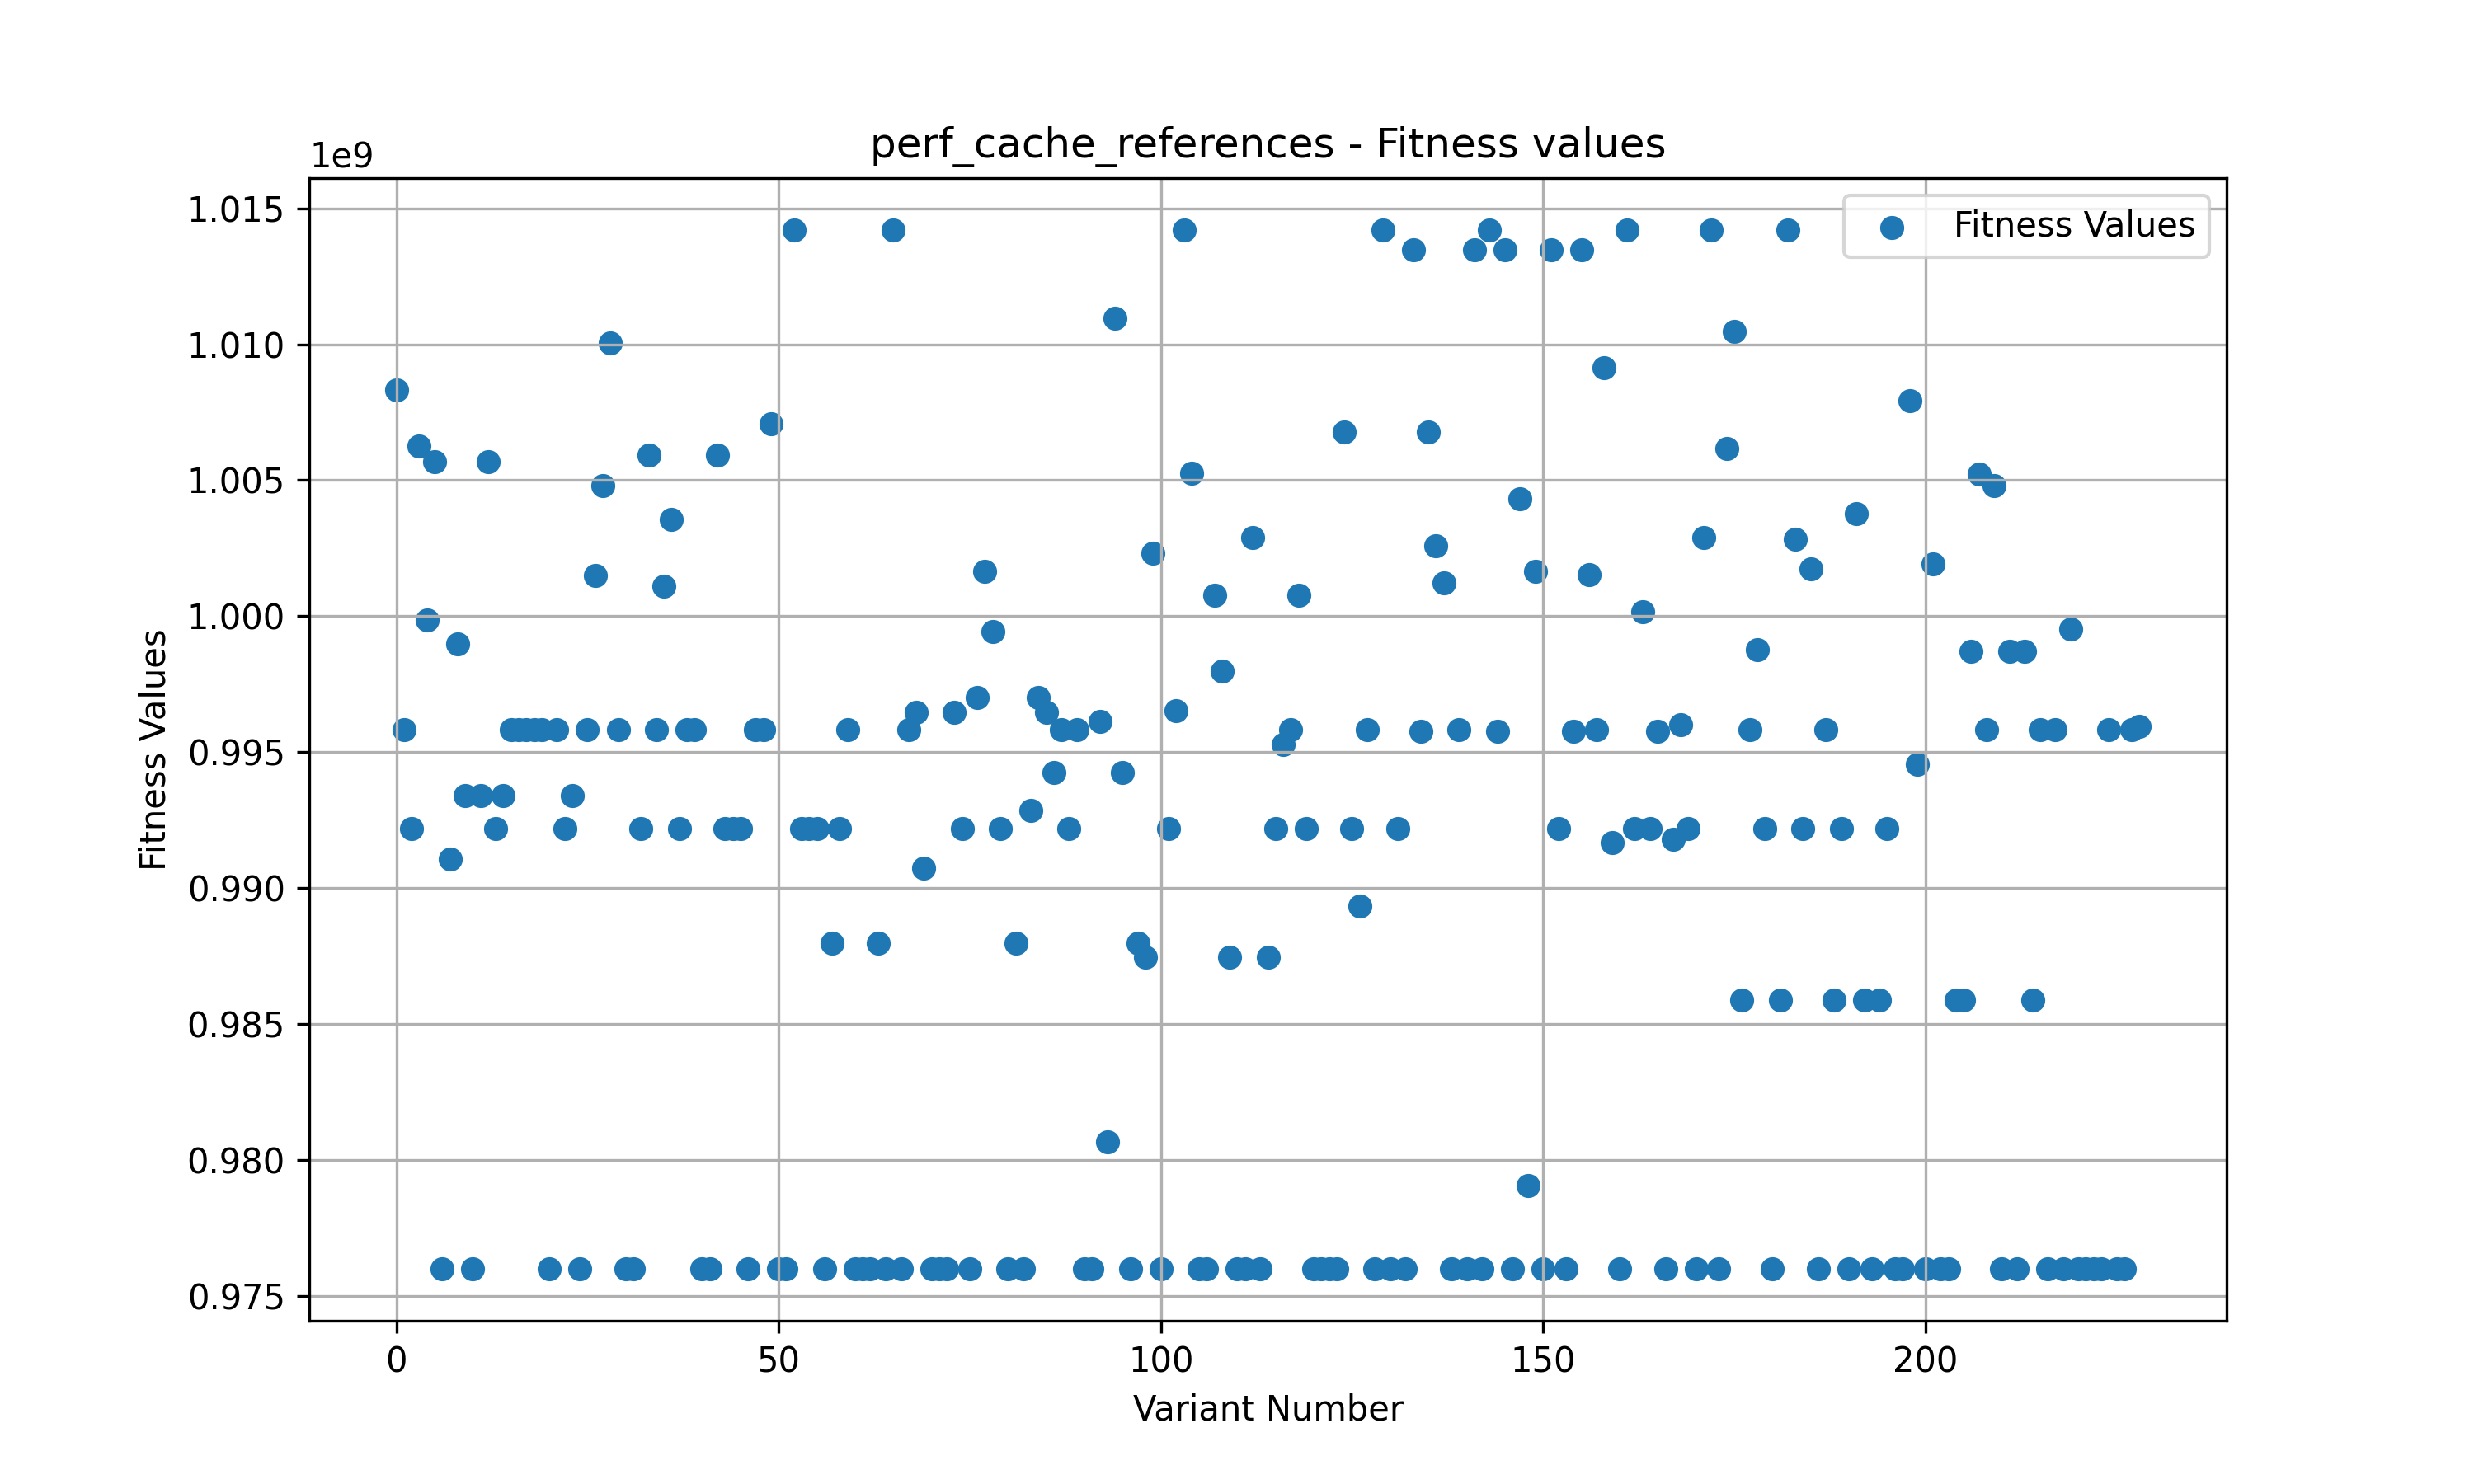 perf_cache_references - Fitness values
1e9
1.015
1.010
1.005
1.000
0.995
0.990
0.985
0.980
0.975
Fitness Values
Fitness Values
0 50 100 150 200
Variant Number